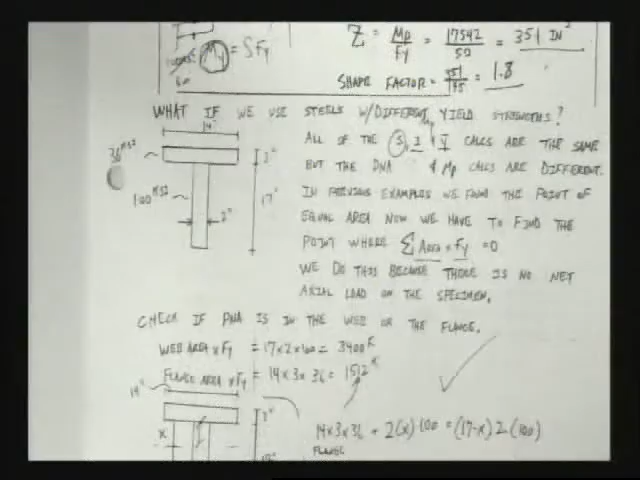 Z = Mp/Fy = 17542/50 = 351 IN²
My = SFy
SHAPE FACTOR = 351/195 = 1.8
WHAT IF WE USE STEELS W/DIFFERENT YIELD STRENGTHS?
14"
36 KSI
3"
100 KSI
17"
2"
ALL OF THE S, I & Y CALCS ARE THE SAME
BUT THE PNA & Mp CALCS ARE DIFFERENT.
IN PREVIOUS EXAMPLES WE FOUND THE POINT OF
EQUAL AREA NOW WE HAVE TO FIND THE
POINT WHERE Σ AREA × Fy = 0
WE DO THIS BECAUSE THERE IS NO NET
AXIAL LOAD ON THE SPECIMEN.
CHECK IF PNA IS IN THE WEB OR THE FLANGE.
WEB AREA × Fy = 17×2×100 = 3400 K
FLANGE AREA × Fy = 14×3×36 = 1512 K
14"
3"
X
14×3×36 + 2(x)100 = (17-x)2(100)
FLANGE